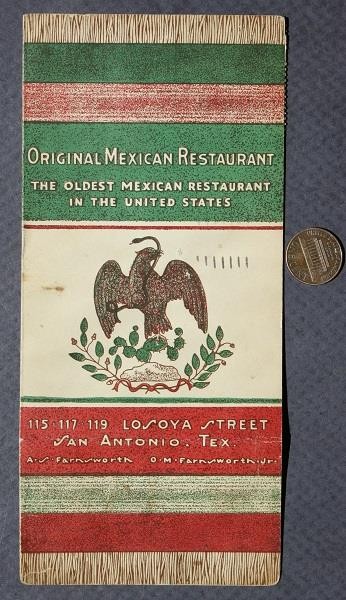 ORIGINAL MEXICAN RESTAURANT
THE OLDEST MEXICAN RESTAURANT
IN THE UNITED STATES
115 · 117 119 LOSOYA STREET
SAN ANTONIO, TEX.
A. S. Farnsworth O. M. Farnsworth, Jr.